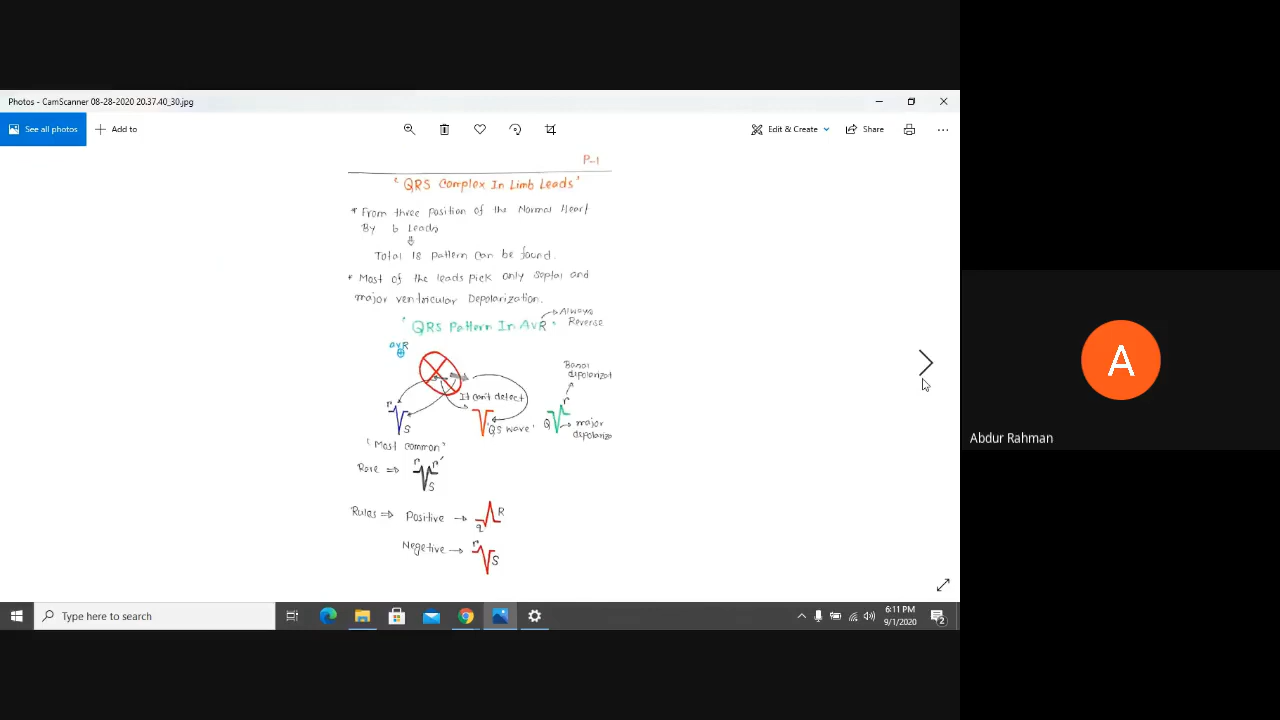 Photos - CamScanner 08-28-2020 20.37.40_30.jpg
See all photos
Add to
Edit & Create
Share
P-1
"QRS Complex In Limb Leads"
* From three position of the Normal Heart
By 6 Leads
Total 18 pattern can be found.
* Most of the leads pick only Septal and
major ventricular Depolarization.
Always
Reverse
"QRS Pattern In AVR"
avR
Basal
depolarizat
It can't detect
r
r
S
'QS wave'
Q
major
depolariza
"Most common"
Rare ⇒
r
r'
S
Rules ⇒ Positive →
q
R
Negetive →
r
S
A
Abdur Rahman
Type here to search
6:11 PM
9/1/2020
2